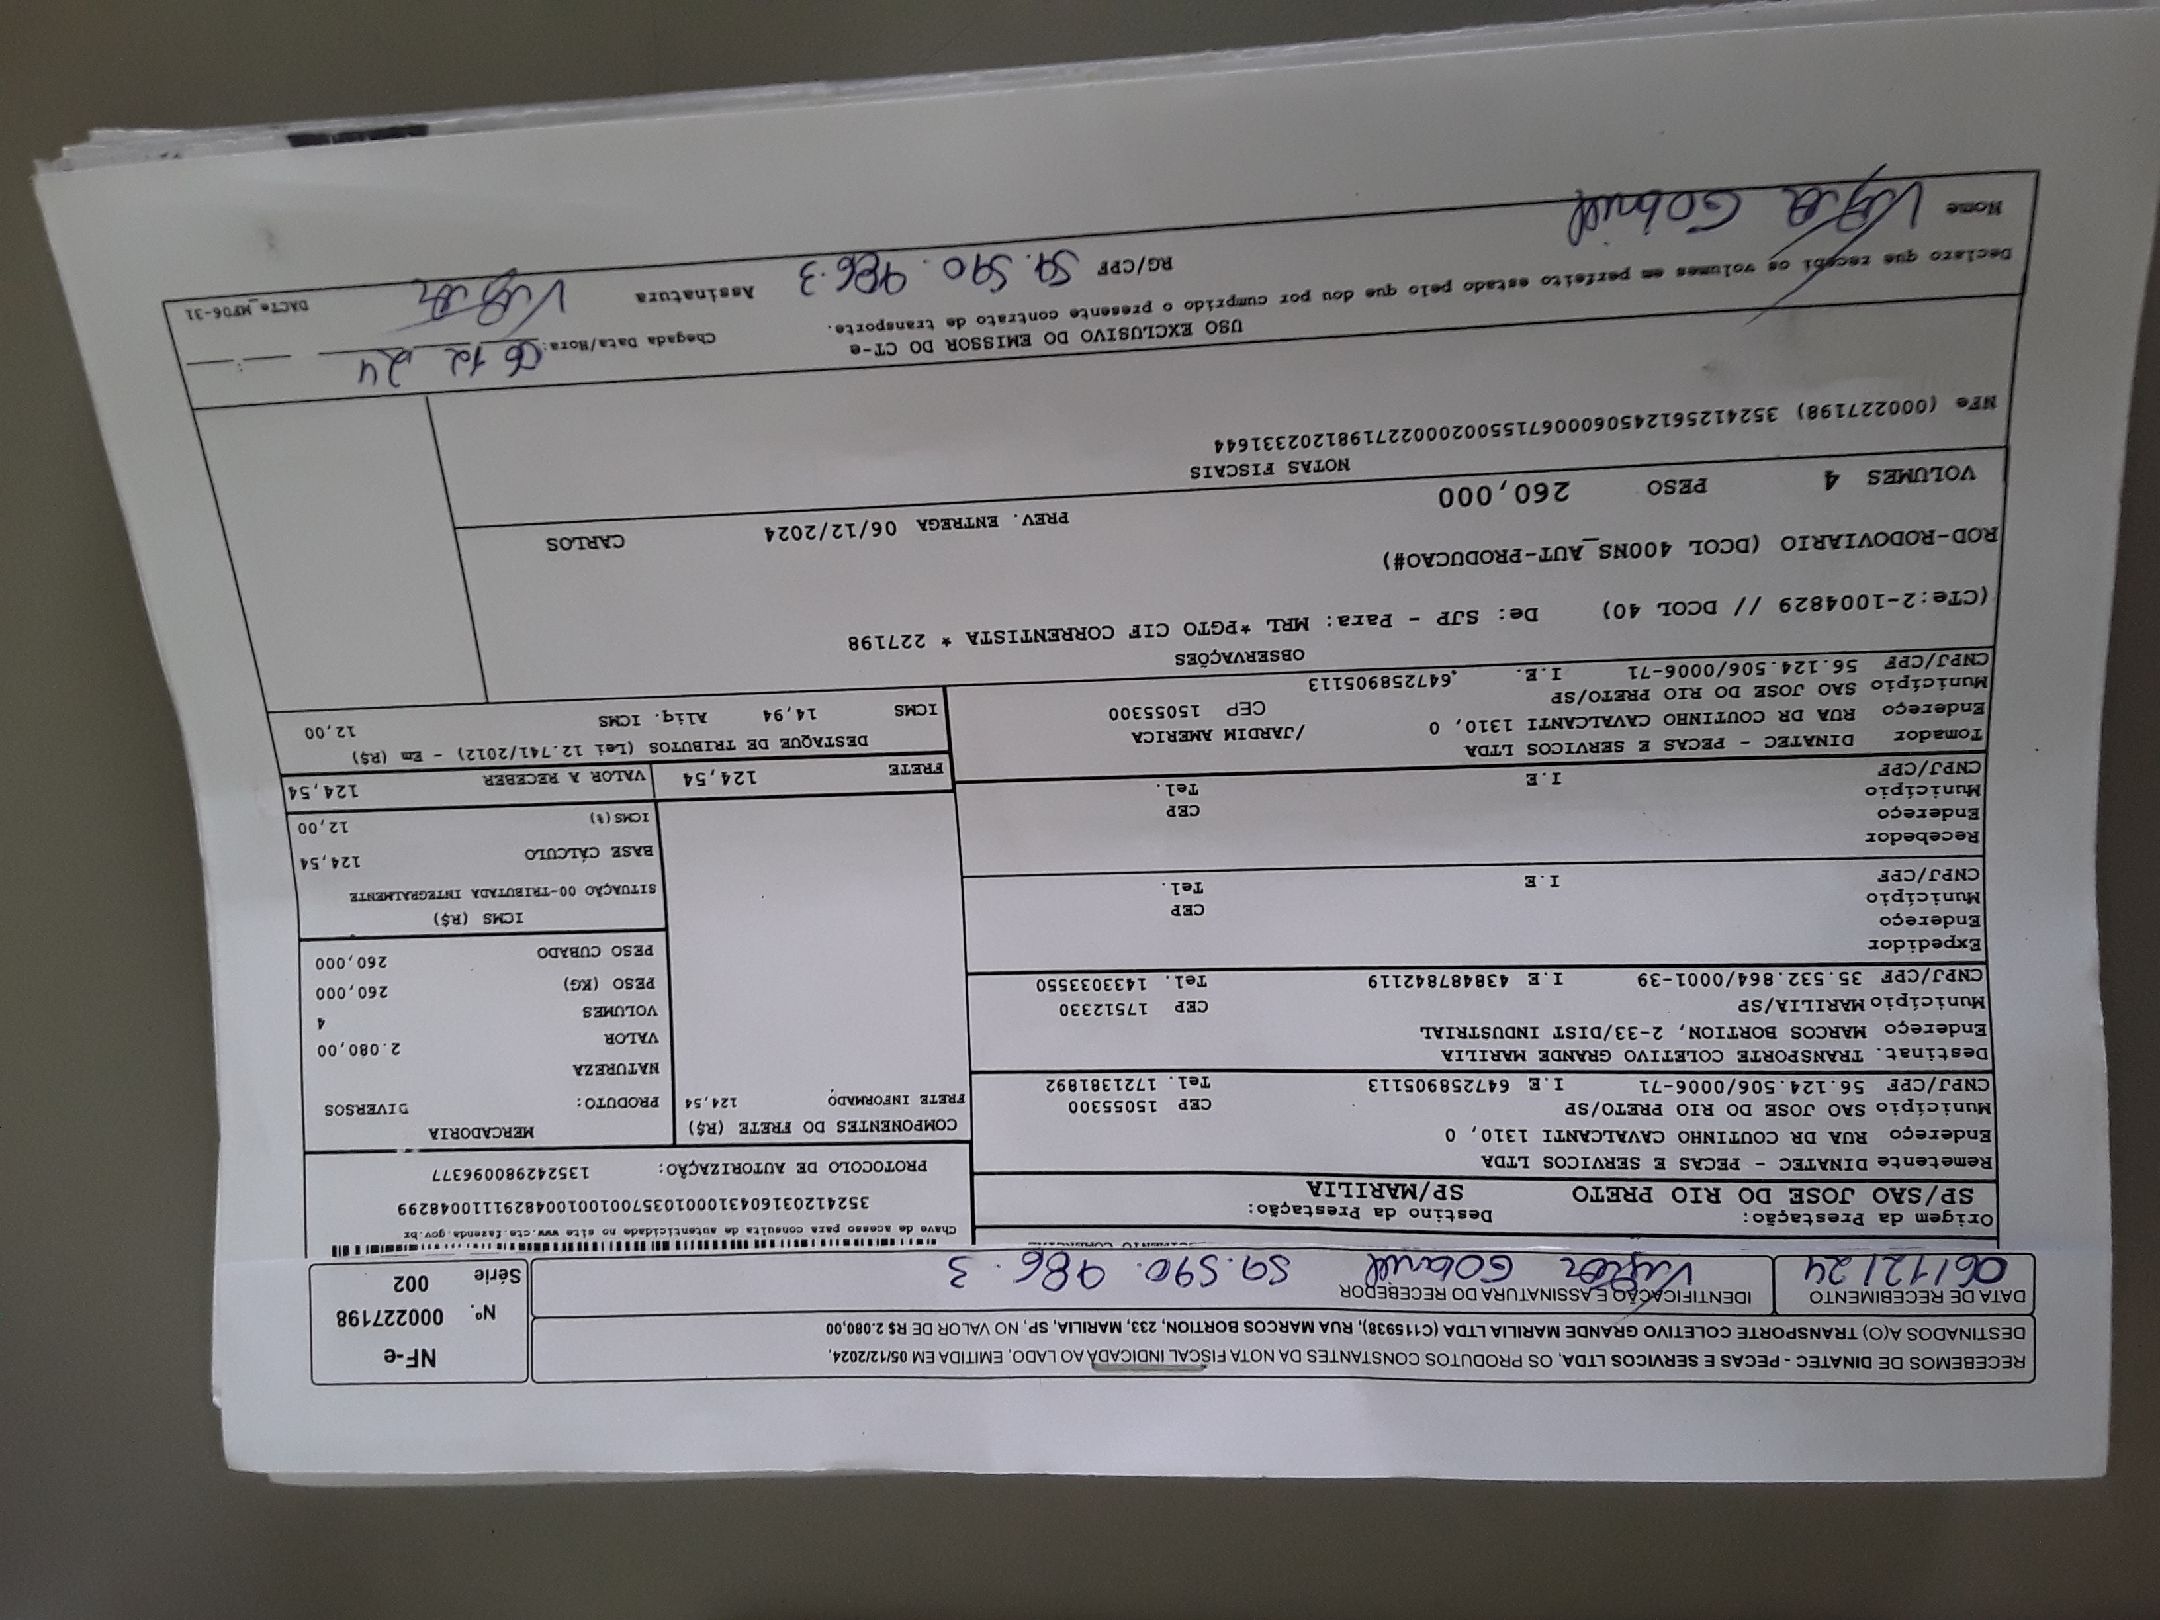 RECEBEMOS DE DINATEC - PECAS E SERVICOS LTDA, OS PRODUTOS CONSTANTES DA NOTA FISCAL INDICADA AO LADO, EMITIDA EM 05/12/2024,
DESTINADOS A(O) TRANSPORTE COLETIVO GRANDE MARILIA LTDA (C115938), RUA MARCOS BORTION, 233, MARILIA, SP, NO VALOR DE R$ 2.080,00
NF-e
Nº. 000227198
Série 002
DATA DE RECEBIMENTO
06/12/24
IDENTIFICAÇÃO E ASSINATURA DO RECEBEDOR
Victor Gabriel 59.590.986.3
Origem da Prestação: Destino da Prestação:
SP/SAO JOSE DO RIO PRETO SP/MARILIA
Chave de acesso para consulta de autenticidade no site www.cte.fazenda.gov.br
35241203160431000103570010010048291110048299
PROTOCOLO DE AUTORIZAÇÃO: 135242980096377
Remetente DINATEC - PECAS E SERVICOS LTDA
Endereço RUA DR COUTINHO CAVALCANTI 1310, 0
Município SAO JOSE DO RIO PRETO/SP CEP 15055300
CNPJ/CPF 56.124.506/0006-71 I.E 647258905113 Tel. 1721381892
Destinat. TRANSPORTE COLETIVO GRANDE MARILIA
Endereço MARCOS BORTION, 2-33/DIST INDUSTRIAL
Município MARILIA/SP CEP 17512330
CNPJ/CPF 35.532.864/0001-39 I.E 438487842119 Tel. 1433033550
Expedidor
Endereço
Município CEP
CNPJ/CPF I.E Tel.
Recebedor
Endereço
Município CEP
CNPJ/CPF I.E Tel.
Tomador DINATEC - PECAS E SERVICOS LTDA
Endereço RUA DR COUTINHO CAVALCANTI 1310, 0 /JARDIM AMERICA
Município SAO JOSE DO RIO PRETO/SP CEP 15055300
CNPJ/CPF 56.124.506/0006-71 I.E. 647258905113
COMPONENTES DO FRETE (R$)
FRETE INFORMADO 124,54
MERCADORIA
PRODUTO: DIVERSOS
NATUREZA
VALOR 2.080,00
VOLUMES 4
PESO (KG) 260,000
PESO CUBADO 260,000
ICMS (R$)
SITUAÇÃO 00-TRIBUTADA INTEGRALMENTE
BASE CÁLCULO 124,54
ICMS(%) 12,00
FRETE 124,54 VALOR A RECEBER 124,54
DESTAQUE DE TRIBUTOS (Lei 12.741/2012) - Em (R$)
ICMS 14,94 Aliq. ICMS 12,00
OBSERVAÇÕES
(CTe:2-1004829 // DCOL 40) De: SJP - Para: MRL *PGTO CIF CORRENTISTA * 227198
ROD-RODOVIARIO (DCOL 400NS_AUT-PRODUCAO#)
PREV. ENTREGA 06/12/2024 CARLOS
VOLUMES 4 PESO 260,000
NOTAS FISCAIS
NFe (000227198) 35241256124506000671550020002271981202331644
USO EXCLUSIVO DO EMISSOR DO CT-e
Declaro que recebi os volumes em perfeito estado pelo que dou por cumprido o presente contrato de transporte.
Chegada Data/Hora: 06 12 24
Nome Victor Gabriel RG/CPF 59.590.986.3 Assinatura Victor
DACTe_MF06-31